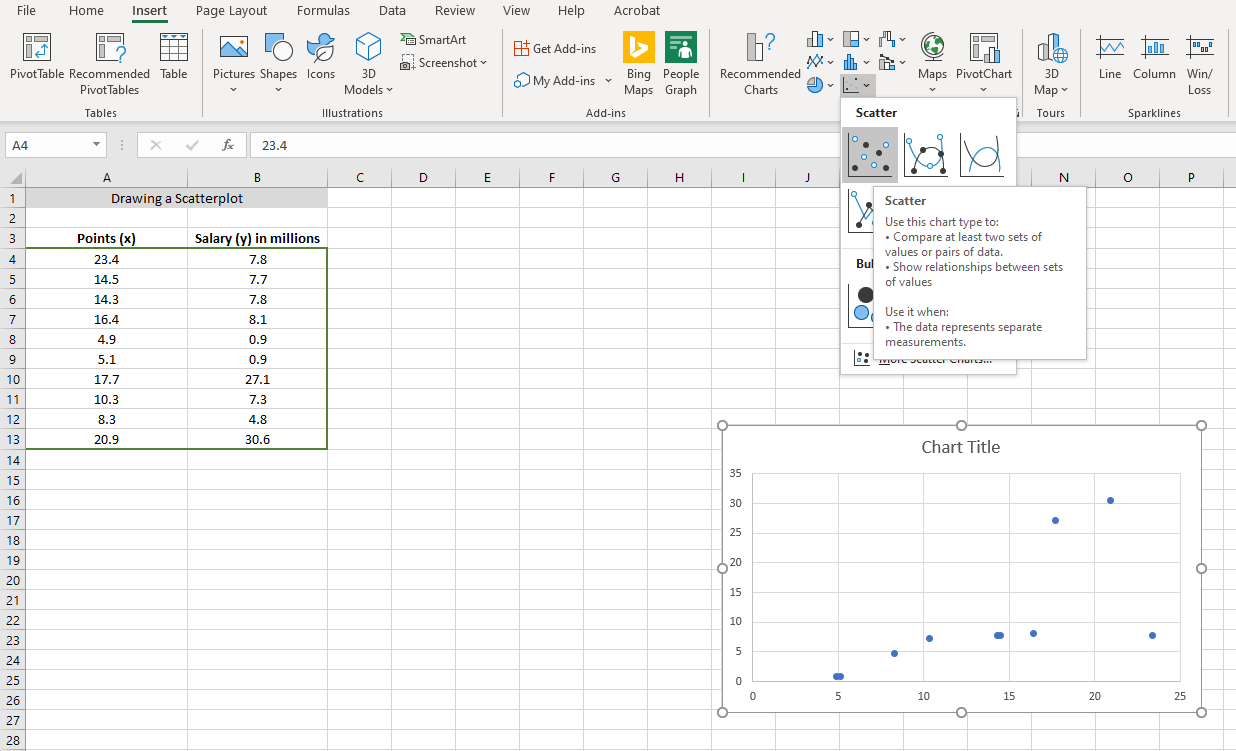 File Home Insert Page Layout Formulas Data Review View Help Acrobat
PivotTable Recommended PivotTables Table
Tables
Pictures Shapes Icons 3D Models SmartArt Screenshot
Illustrations
Get Add-ins My Add-ins Bing Maps People Graph
Add-ins
Recommended Charts
Maps PivotChart
3D Map
Tours
Line Column Win/Loss
Sparklines
A4 fx 23.4
A B C D E F G H I J N O P
1 Drawing a Scatterplot
2
3 Points (x) Salary (y) in millions
4 23.4 7.8
5 14.5 7.7
6 14.3 7.8
7 16.4 8.1
8 4.9 0.9
9 5.1 0.9
10 17.7 27.1
11 10.3 7.3
12 8.3 4.8
13 20.9 30.6
14
15
16
17
18
19
20
21
22
23
24
25
26
27
28
Scatter
Scatter
Use this chart type to:
• Compare at least two sets of
values or pairs of data.
• Show relationships between sets
of values
Use it when:
• The data represents separate
measurements.
More Scatter Charts...
Chart Title
35
30
25
20
15
10
5
0
0 5 10 15 20 25